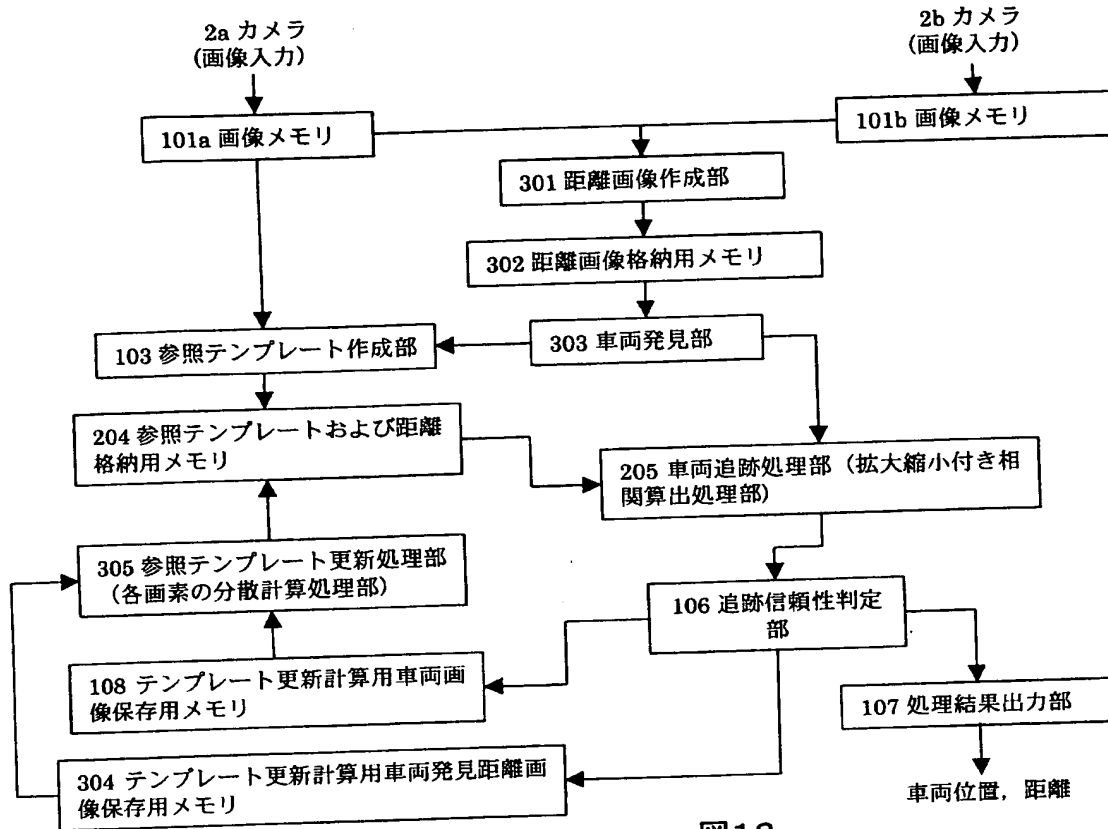 2a カメラ
(画像入力)
2b カメラ
(画像入力)
101a 画像メモリ
101b 画像メモリ
301 距離画像作成部
302 距離画像格納用メモリ
103 参照テンプレート作成部
303 車両発見部
204 参照テンプレートおよび距離
格納用メモリ
205 車両追跡処理部（拡大縮小付き相
関算出処理部）
305 参照テンプレート更新処理部
（各画素の分散計算処理部）
106 追跡信頼性判定
部
108 テンプレート更新計算用車両画
像保存用メモリ
107 処理結果出力部
304 テンプレート更新計算用車両発見距離画
像保存用メモリ
車両位置，距離